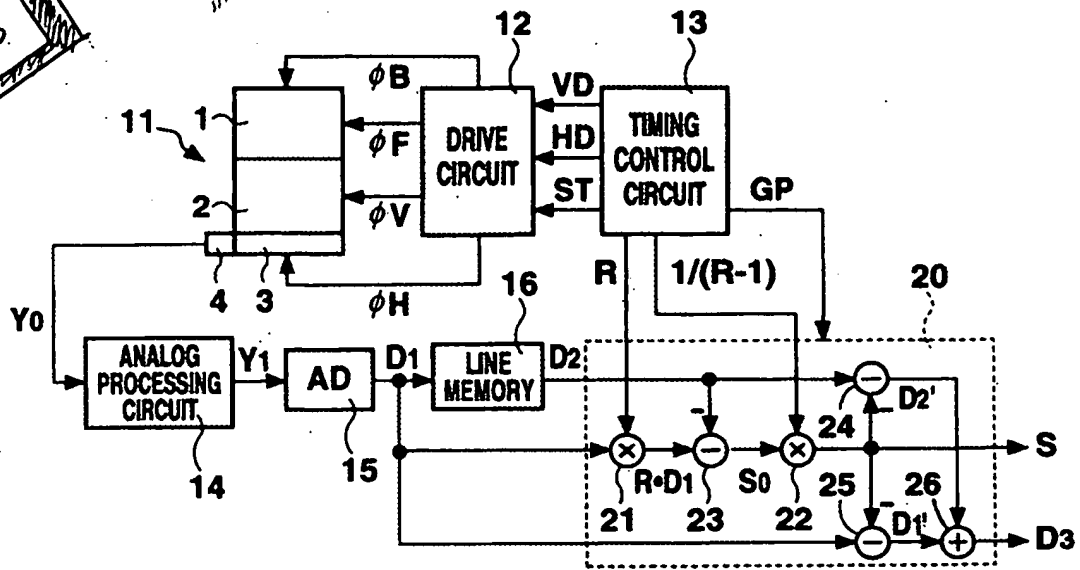 12
13
φB
VD
11
1
φF
DRIVE
CIRCUIT
HD
TIMING
CONTROL
CIRCUIT
2
φV
ST
GP
4
3
φH
16
R
1/(R-1)
20
Y0
ANALOG
PROCESSING
CIRCUIT
Y1
AD
D1
LINE
MEMORY
D2
14
15
-
-
24
D2'
R•D1
S0
S
21
23
22
25
-
26
D1'
D3